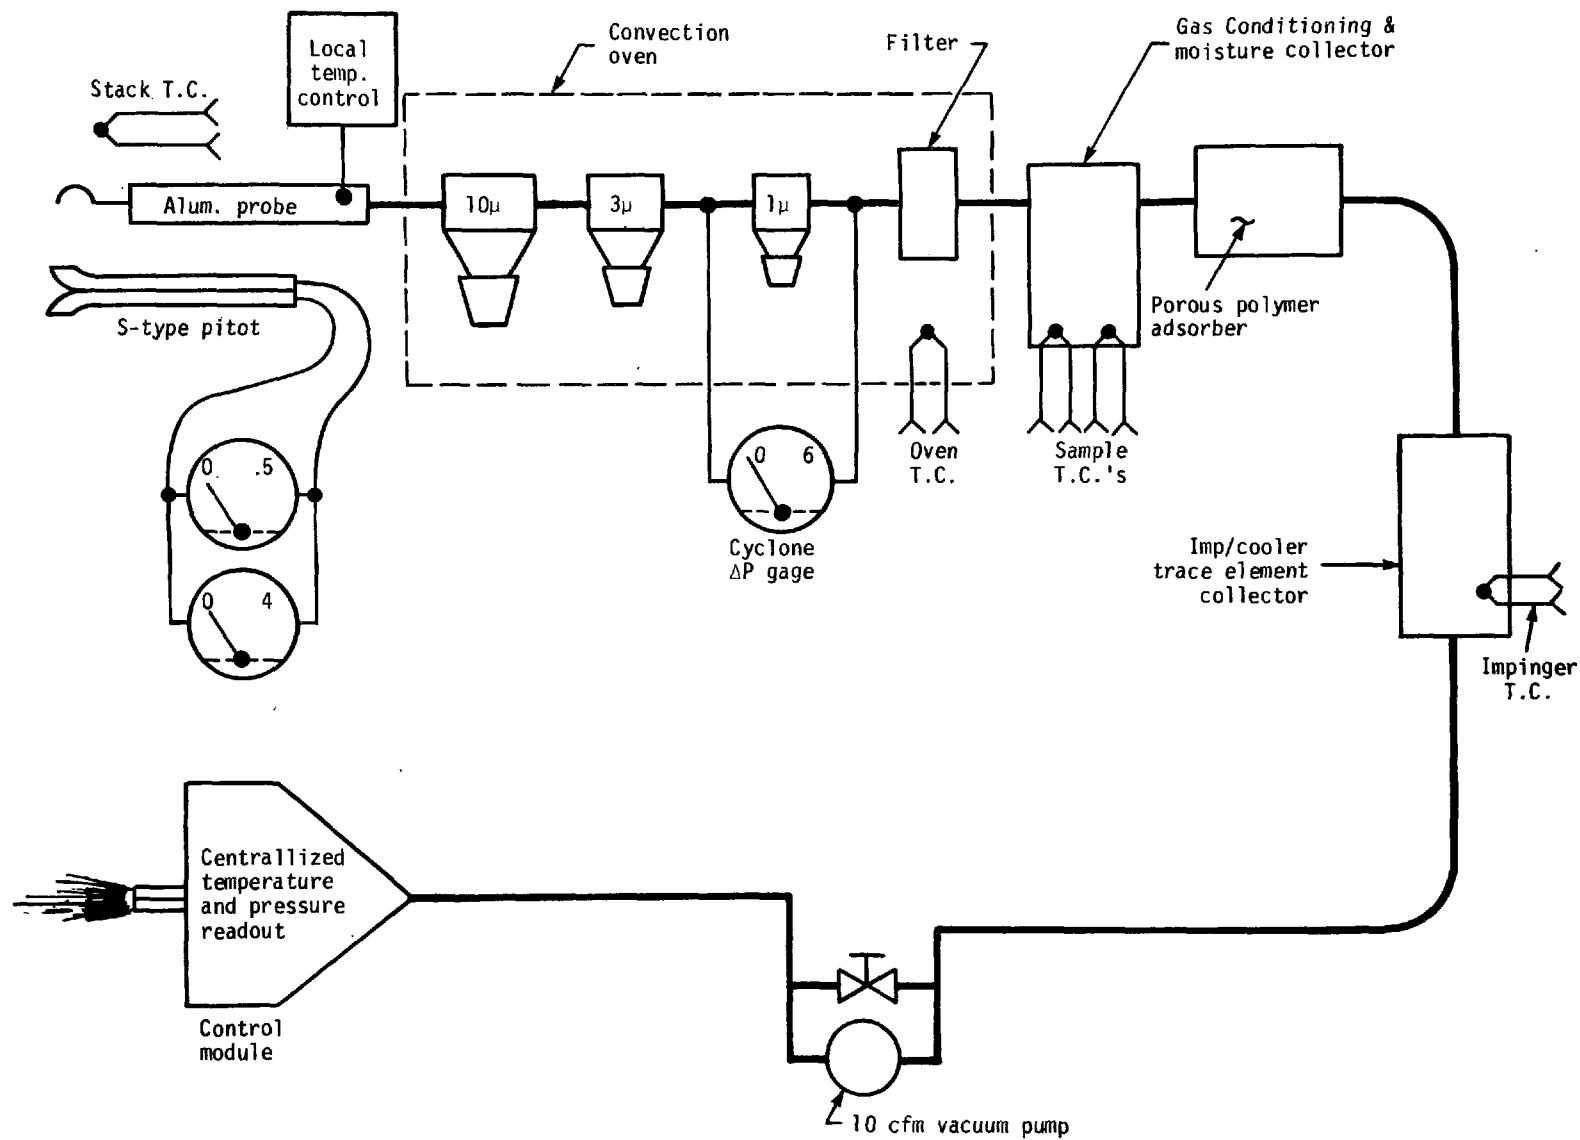 Local
temp.
control
Convection
oven
Filter
Gas Conditioning &
moisture collector
Stack T.C.
Alum. probe
10μ
3μ
1μ
S-type pitot
Porous polymer
adsorber
Oven
T.C.
Sample
T.C.'s
0 .5
0 6
Cyclone
ΔP gage
0 4
Imp/cooler
trace element
collector
Impinger
T.C.
Centrallized
temperature
and pressure
readout
Control
module
10 cfm vacuum pump